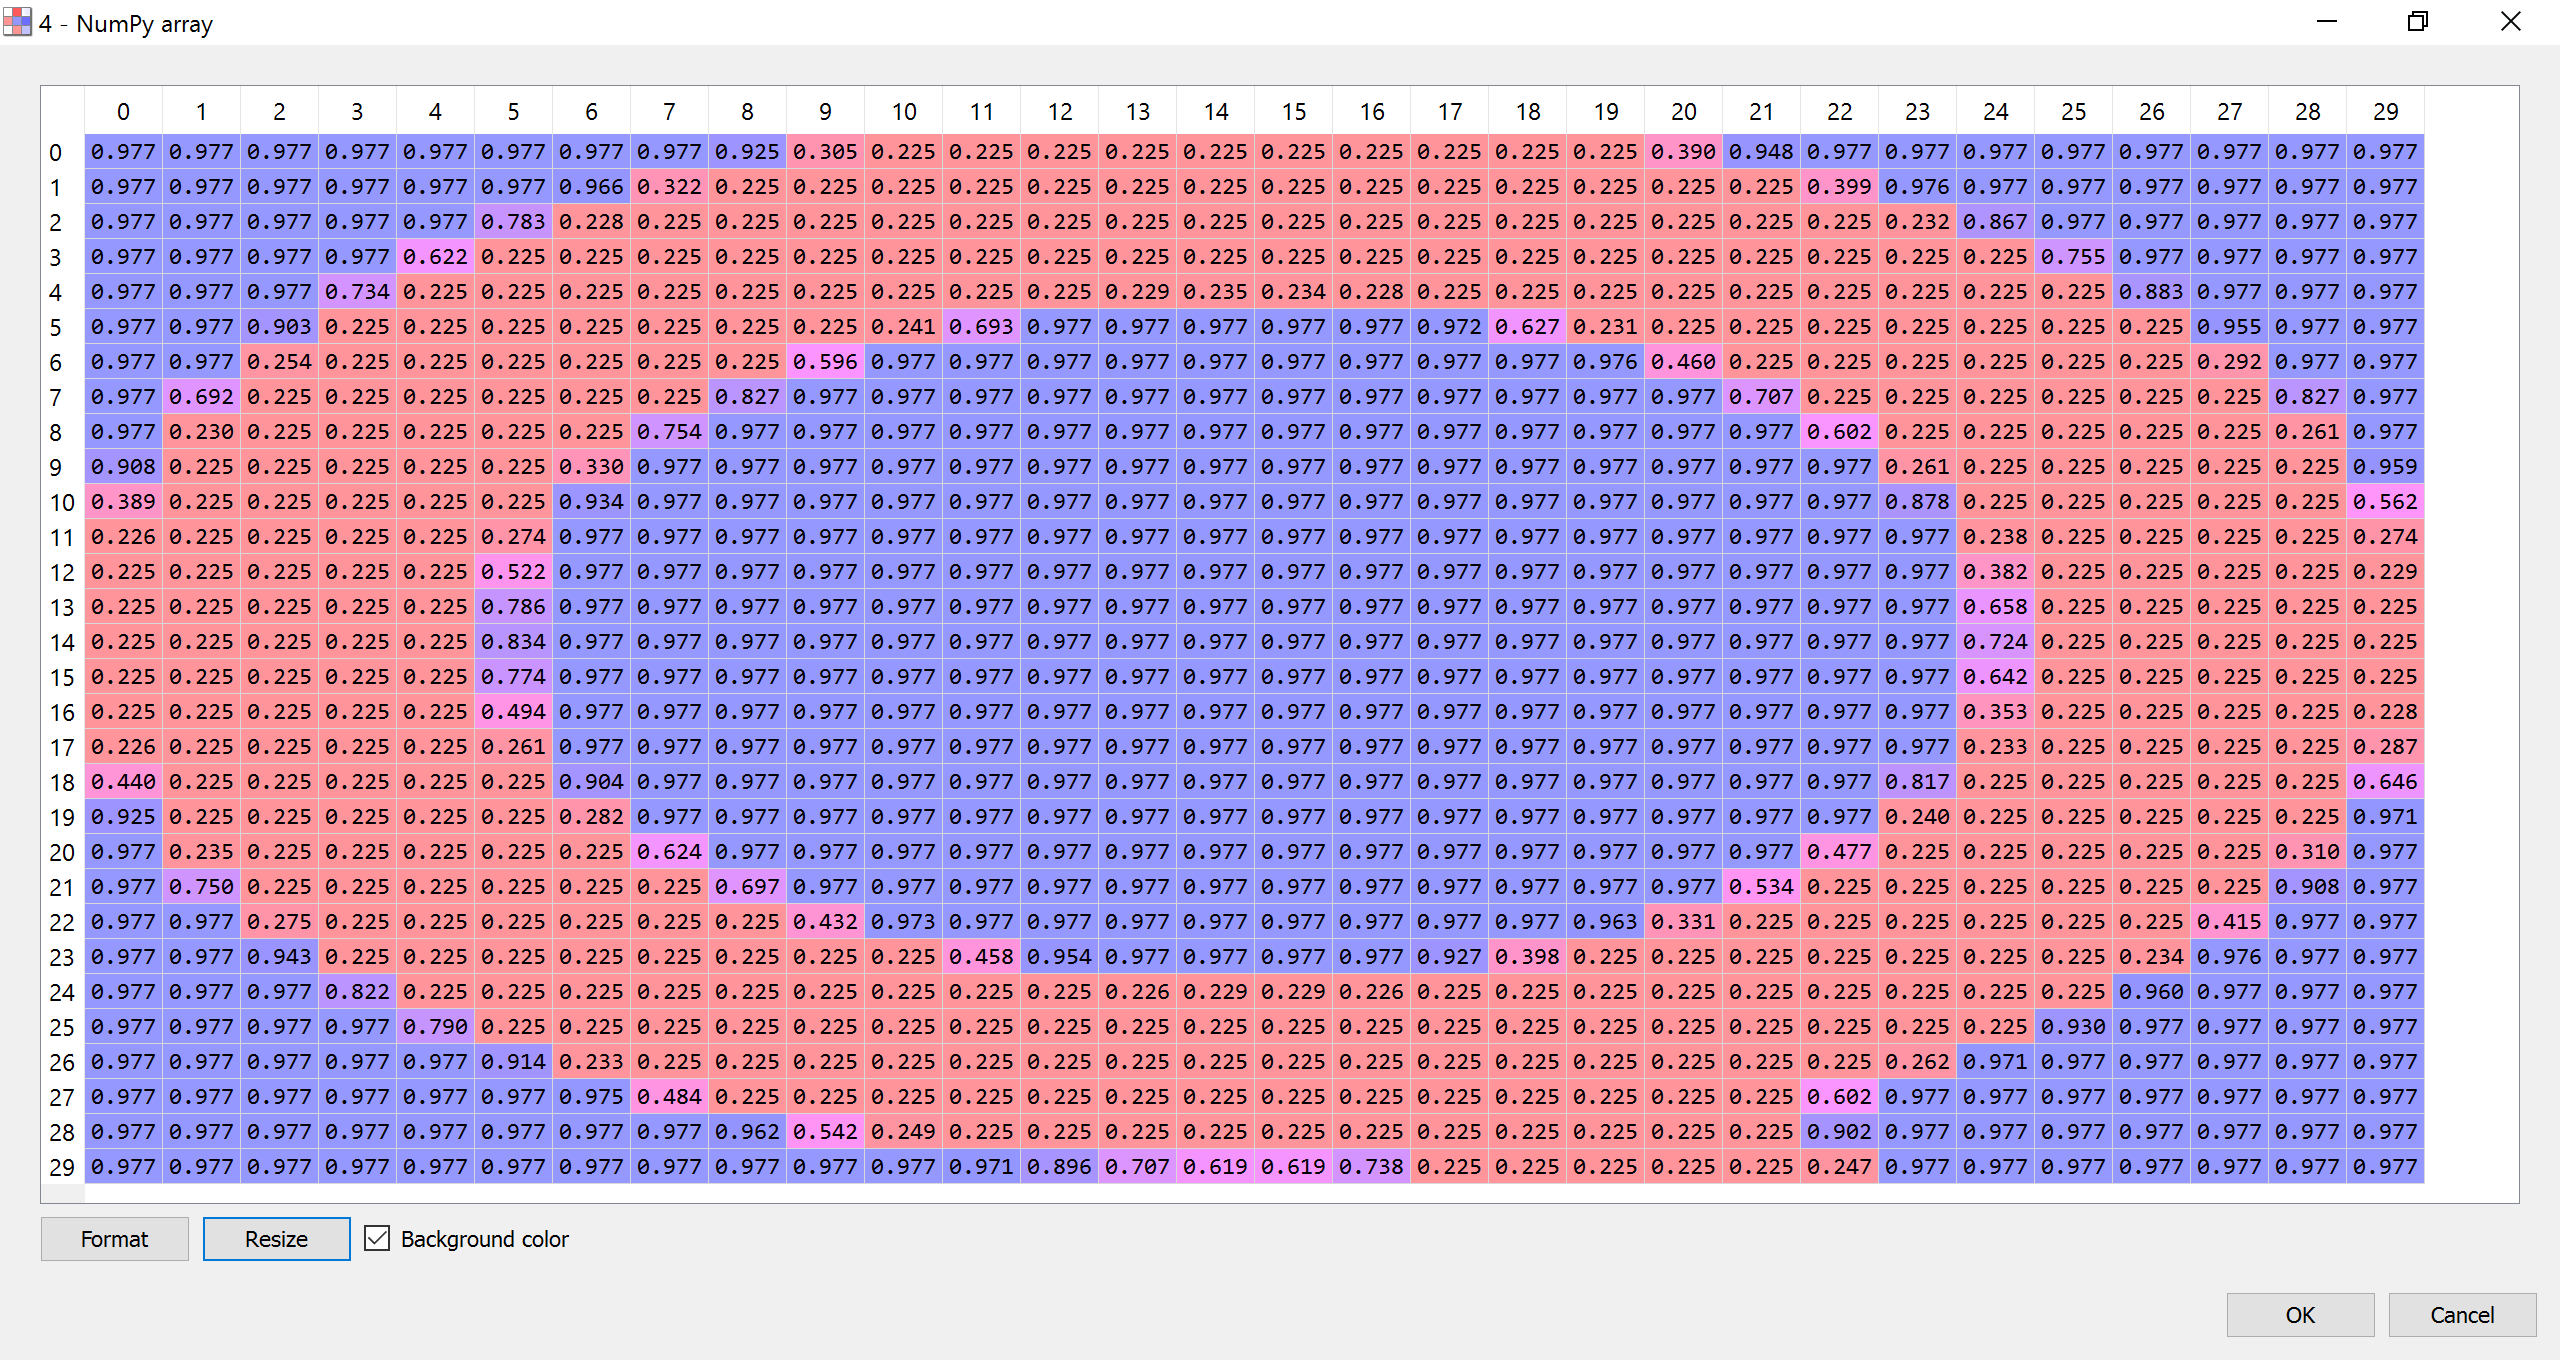 4 - NumPy array
0 1 2 3 4 5 6 7 8 9 10 11 12 13 14 15 16 17 18 19 20 21 22 23 24 25 26 27 28 29
0 0.977 0.977 0.977 0.977 0.977 0.977 0.977 0.977 0.925 0.305 0.225 0.225 0.225 0.225 0.225 0.225 0.225 0.225 0.225 0.225 0.390 0.948 0.977 0.977 0.977 0.977 0.977 0.977 0.977 0.977
1 0.977 0.977 0.977 0.977 0.977 0.977 0.966 0.322 0.225 0.225 0.225 0.225 0.225 0.225 0.225 0.225 0.225 0.225 0.225 0.225 0.225 0.225 0.399 0.976 0.977 0.977 0.977 0.977 0.977 0.977
2 0.977 0.977 0.977 0.977 0.977 0.783 0.228 0.225 0.225 0.225 0.225 0.225 0.225 0.225 0.225 0.225 0.225 0.225 0.225 0.225 0.225 0.225 0.225 0.232 0.867 0.977 0.977 0.977 0.977 0.977
3 0.977 0.977 0.977 0.977 0.622 0.225 0.225 0.225 0.225 0.225 0.225 0.225 0.225 0.225 0.225 0.225 0.225 0.225 0.225 0.225 0.225 0.225 0.225 0.225 0.225 0.755 0.977 0.977 0.977 0.977
4 0.977 0.977 0.977 0.734 0.225 0.225 0.225 0.225 0.225 0.225 0.225 0.225 0.225 0.229 0.235 0.234 0.228 0.225 0.225 0.225 0.225 0.225 0.225 0.225 0.225 0.225 0.883 0.977 0.977 0.977
5 0.977 0.977 0.903 0.225 0.225 0.225 0.225 0.225 0.225 0.225 0.241 0.693 0.977 0.977 0.977 0.977 0.977 0.972 0.627 0.231 0.225 0.225 0.225 0.225 0.225 0.225 0.225 0.955 0.977 0.977
6 0.977 0.977 0.254 0.225 0.225 0.225 0.225 0.225 0.225 0.596 0.977 0.977 0.977 0.977 0.977 0.977 0.977 0.977 0.977 0.976 0.460 0.225 0.225 0.225 0.225 0.225 0.225 0.292 0.977 0.977
7 0.977 0.692 0.225 0.225 0.225 0.225 0.225 0.225 0.827 0.977 0.977 0.977 0.977 0.977 0.977 0.977 0.977 0.977 0.977 0.977 0.977 0.707 0.225 0.225 0.225 0.225 0.225 0.225 0.827 0.977
8 0.977 0.230 0.225 0.225 0.225 0.225 0.225 0.754 0.977 0.977 0.977 0.977 0.977 0.977 0.977 0.977 0.977 0.977 0.977 0.977 0.977 0.977 0.602 0.225 0.225 0.225 0.225 0.225 0.261 0.977
9 0.908 0.225 0.225 0.225 0.225 0.225 0.330 0.977 0.977 0.977 0.977 0.977 0.977 0.977 0.977 0.977 0.977 0.977 0.977 0.977 0.977 0.977 0.977 0.261 0.225 0.225 0.225 0.225 0.225 0.959
10 0.389 0.225 0.225 0.225 0.225 0.225 0.934 0.977 0.977 0.977 0.977 0.977 0.977 0.977 0.977 0.977 0.977 0.977 0.977 0.977 0.977 0.977 0.977 0.878 0.225 0.225 0.225 0.225 0.225 0.562
11 0.226 0.225 0.225 0.225 0.225 0.274 0.977 0.977 0.977 0.977 0.977 0.977 0.977 0.977 0.977 0.977 0.977 0.977 0.977 0.977 0.977 0.977 0.977 0.977 0.238 0.225 0.225 0.225 0.225 0.274
12 0.225 0.225 0.225 0.225 0.225 0.522 0.977 0.977 0.977 0.977 0.977 0.977 0.977 0.977 0.977 0.977 0.977 0.977 0.977 0.977 0.977 0.977 0.977 0.977 0.382 0.225 0.225 0.225 0.225 0.229
13 0.225 0.225 0.225 0.225 0.225 0.786 0.977 0.977 0.977 0.977 0.977 0.977 0.977 0.977 0.977 0.977 0.977 0.977 0.977 0.977 0.977 0.977 0.977 0.977 0.658 0.225 0.225 0.225 0.225 0.225
14 0.225 0.225 0.225 0.225 0.225 0.834 0.977 0.977 0.977 0.977 0.977 0.977 0.977 0.977 0.977 0.977 0.977 0.977 0.977 0.977 0.977 0.977 0.977 0.977 0.724 0.225 0.225 0.225 0.225 0.225
15 0.225 0.225 0.225 0.225 0.225 0.774 0.977 0.977 0.977 0.977 0.977 0.977 0.977 0.977 0.977 0.977 0.977 0.977 0.977 0.977 0.977 0.977 0.977 0.977 0.642 0.225 0.225 0.225 0.225 0.225
16 0.225 0.225 0.225 0.225 0.225 0.494 0.977 0.977 0.977 0.977 0.977 0.977 0.977 0.977 0.977 0.977 0.977 0.977 0.977 0.977 0.977 0.977 0.977 0.977 0.353 0.225 0.225 0.225 0.225 0.228
17 0.226 0.225 0.225 0.225 0.225 0.261 0.977 0.977 0.977 0.977 0.977 0.977 0.977 0.977 0.977 0.977 0.977 0.977 0.977 0.977 0.977 0.977 0.977 0.977 0.233 0.225 0.225 0.225 0.225 0.287
18 0.440 0.225 0.225 0.225 0.225 0.225 0.904 0.977 0.977 0.977 0.977 0.977 0.977 0.977 0.977 0.977 0.977 0.977 0.977 0.977 0.977 0.977 0.977 0.817 0.225 0.225 0.225 0.225 0.225 0.646
19 0.925 0.225 0.225 0.225 0.225 0.225 0.282 0.977 0.977 0.977 0.977 0.977 0.977 0.977 0.977 0.977 0.977 0.977 0.977 0.977 0.977 0.977 0.977 0.240 0.225 0.225 0.225 0.225 0.225 0.971
20 0.977 0.235 0.225 0.225 0.225 0.225 0.225 0.624 0.977 0.977 0.977 0.977 0.977 0.977 0.977 0.977 0.977 0.977 0.977 0.977 0.977 0.977 0.477 0.225 0.225 0.225 0.225 0.225 0.310 0.977
21 0.977 0.750 0.225 0.225 0.225 0.225 0.225 0.225 0.697 0.977 0.977 0.977 0.977 0.977 0.977 0.977 0.977 0.977 0.977 0.977 0.977 0.534 0.225 0.225 0.225 0.225 0.225 0.225 0.908 0.977
22 0.977 0.977 0.275 0.225 0.225 0.225 0.225 0.225 0.225 0.432 0.973 0.977 0.977 0.977 0.977 0.977 0.977 0.977 0.977 0.963 0.331 0.225 0.225 0.225 0.225 0.225 0.225 0.415 0.977 0.977
23 0.977 0.977 0.943 0.225 0.225 0.225 0.225 0.225 0.225 0.225 0.225 0.458 0.954 0.977 0.977 0.977 0.977 0.927 0.398 0.225 0.225 0.225 0.225 0.225 0.225 0.225 0.234 0.976 0.977 0.977
24 0.977 0.977 0.977 0.822 0.225 0.225 0.225 0.225 0.225 0.225 0.225 0.225 0.225 0.226 0.229 0.229 0.226 0.225 0.225 0.225 0.225 0.225 0.225 0.225 0.225 0.225 0.960 0.977 0.977 0.977
25 0.977 0.977 0.977 0.977 0.790 0.225 0.225 0.225 0.225 0.225 0.225 0.225 0.225 0.225 0.225 0.225 0.225 0.225 0.225 0.225 0.225 0.225 0.225 0.225 0.225 0.930 0.977 0.977 0.977 0.977
26 0.977 0.977 0.977 0.977 0.977 0.914 0.233 0.225 0.225 0.225 0.225 0.225 0.225 0.225 0.225 0.225 0.225 0.225 0.225 0.225 0.225 0.225 0.225 0.262 0.971 0.977 0.977 0.977 0.977 0.977
27 0.977 0.977 0.977 0.977 0.977 0.977 0.975 0.484 0.225 0.225 0.225 0.225 0.225 0.225 0.225 0.225 0.225 0.225 0.225 0.225 0.225 0.225 0.602 0.977 0.977 0.977 0.977 0.977 0.977 0.977
28 0.977 0.977 0.977 0.977 0.977 0.977 0.977 0.977 0.962 0.542 0.249 0.225 0.225 0.225 0.225 0.225 0.225 0.225 0.225 0.225 0.225 0.225 0.902 0.977 0.977 0.977 0.977 0.977 0.977 0.977
29 0.977 0.977 0.977 0.977 0.977 0.977 0.977 0.977 0.977 0.977 0.977 0.971 0.896 0.707 0.619 0.619 0.738 0.225 0.225 0.225 0.225 0.225 0.247 0.977 0.977 0.977 0.977 0.977 0.977 0.977
Format Resize Background color
OK Cancel